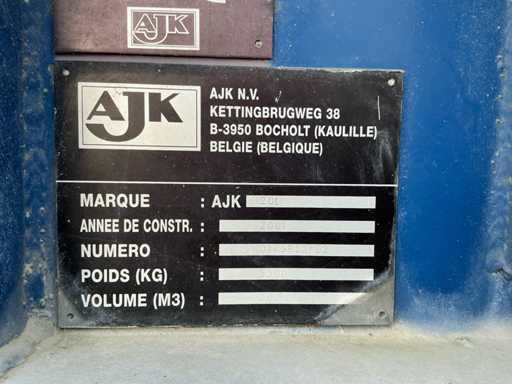 AJK
AJK
AJK N.V.
KETTINGBRUGWEG 38
B-3950 BOCHOLT (KAULILLE)
BELGIE (BELGIQUE)
MARQUE : AJK
ANNEE DE CONSTR. :
NUMERO :
POIDS (KG) :
VOLUME (M3) :